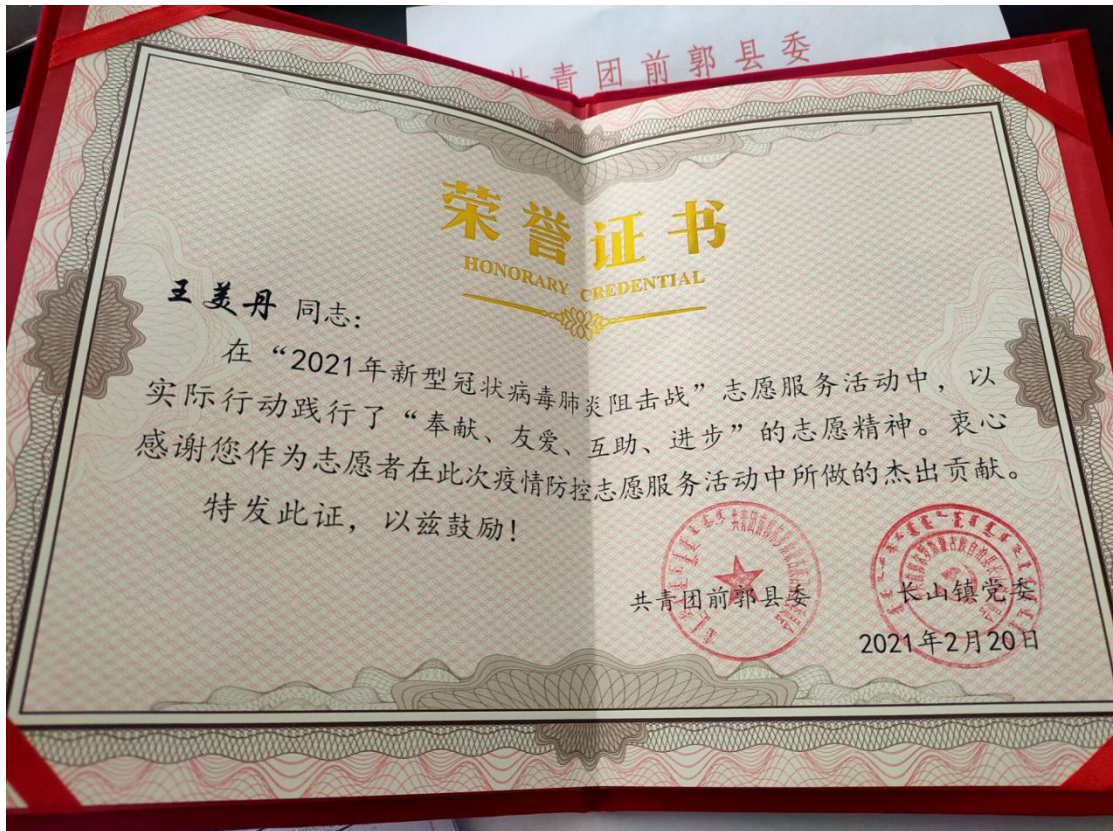 共青团前郭县委
荣誉证书
HONORARY CREDENTIAL
王美丹 同志：
在“2021年新型冠状病毒肺炎阻击战”志愿服务活动中，以
实际行动践行了“奉献、友爱、互助、进步”的志愿精神。衷心
感谢您作为志愿者在此次疫情防控志愿服务活动中所做的杰出贡献。
特发此证，以兹鼓励！
共青团前郭县委 长山镇党委
2021年2月20日